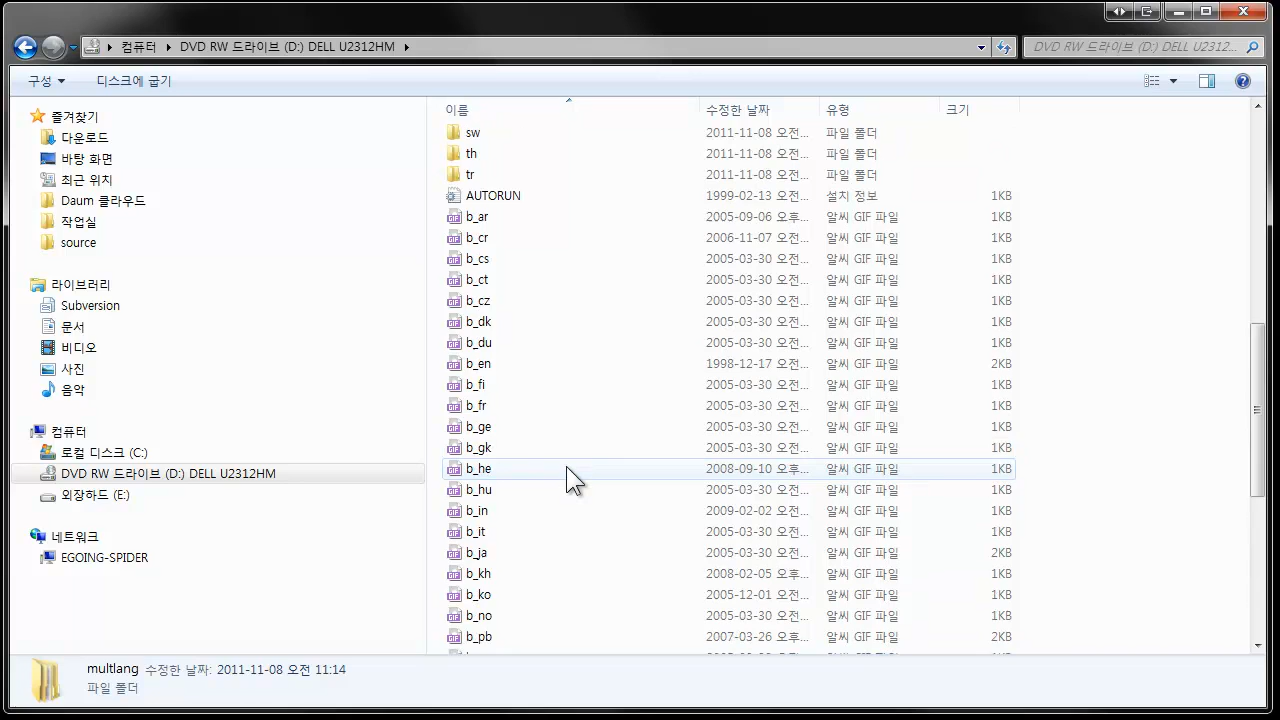 컴퓨터 DVD RW 드라이브 (D:) DELL U2312HM
DVD RW 드라이브 (D:) DELL U2312...
구성 디스크에 굽기
즐겨찾기
다운로드
바탕 화면
최근 위치
Daum 클라우드
작업실
source
라이브러리
Subversion
문서
비디오
사진
음악
컴퓨터
로컬 디스크 (C:)
DVD RW 드라이브 (D:) DELL U2312HM
외장하드 (E:)
네트워크
EGOING-SPIDER
이름 수정한 날짜 유형 크기
sw 2011-11-08 오전... 파일 폴더
th 2011-11-08 오전... 파일 폴더
tr 2011-11-08 오전... 파일 폴더
AUTORUN 1999-02-13 오전... 설치 정보 1KB
b_ar 2005-09-06 오후... 알씨 GIF 파일 1KB
b_cr 2006-11-07 오전... 알씨 GIF 파일 1KB
b_cs 2005-03-30 오전... 알씨 GIF 파일 1KB
b_ct 2005-03-30 오전... 알씨 GIF 파일 1KB
b_cz 2005-03-30 오전... 알씨 GIF 파일 1KB
b_dk 2005-03-30 오전... 알씨 GIF 파일 1KB
b_du 2005-03-30 오전... 알씨 GIF 파일 1KB
b_en 1998-12-17 오전... 알씨 GIF 파일 2KB
b_fi 2005-03-30 오전... 알씨 GIF 파일 1KB
b_fr 2005-03-30 오전... 알씨 GIF 파일 1KB
b_ge 2005-03-30 오전... 알씨 GIF 파일 1KB
b_gk 2005-03-30 오전... 알씨 GIF 파일 1KB
b_he 2008-09-10 오후... 알씨 GIF 파일 1KB
b_hu 2005-03-30 오전... 알씨 GIF 파일 1KB
b_in 2009-02-02 오전... 알씨 GIF 파일 1KB
b_it 2005-03-30 오전... 알씨 GIF 파일 1KB
b_ja 2005-03-30 오전... 알씨 GIF 파일 2KB
b_kh 2008-02-05 오후... 알씨 GIF 파일 1KB
b_ko 2005-12-01 오전... 알씨 GIF 파일 1KB
b_no 2005-03-30 오전... 알씨 GIF 파일 1KB
b_pb 2007-03-26 오후... 알씨 GIF 파일 2KB
multlang 수정한 날짜: 2011-11-08 오전 11:14
파일 폴더